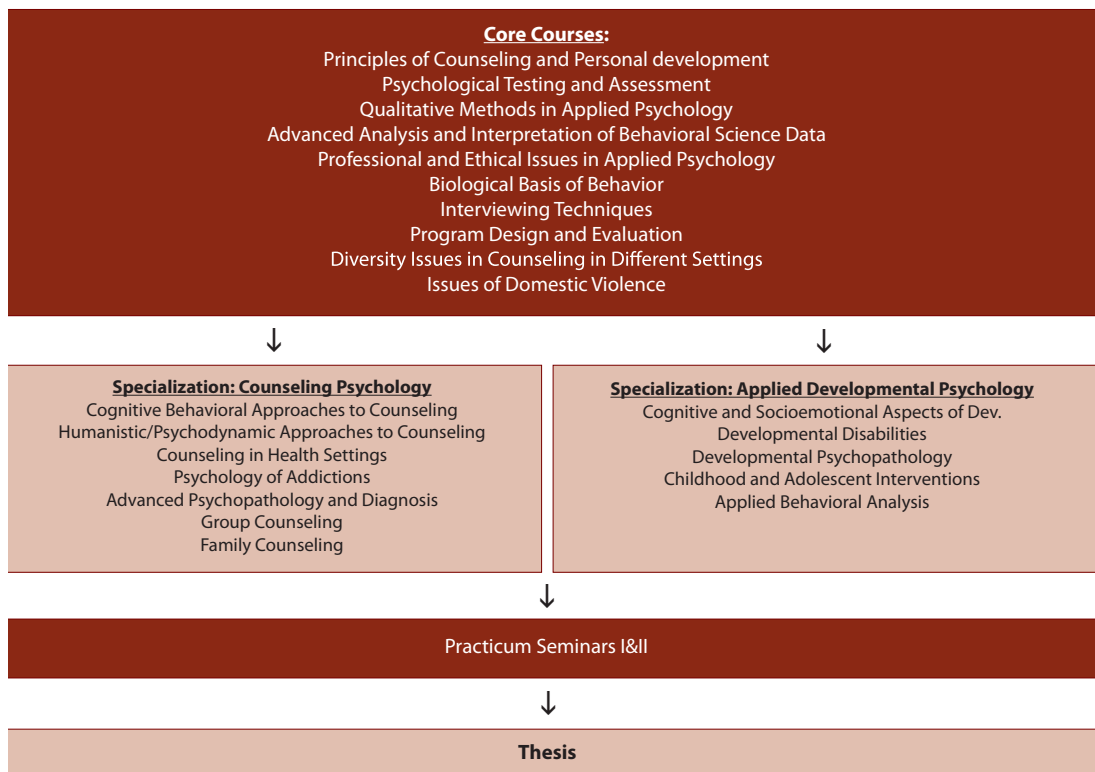 Core Courses:
Principles of Counseling and Personal development
Psychological Testing and Assessment
Qualitative Methods in Applied Psychology
Advanced Analysis and Interpretation of Behavioral Science Data
Professional and Ethical Issues in Applied Psychology
Biological Basis of Behavior
Interviewing Techniques
Program Design and Evaluation
Diversity Issues in Counseling in Different Settings
Issues of Domestic Violence
↓
↓
Specialization: Counseling Psychology
Cognitive Behavioral Approaches to Counseling
Humanistic/Psychodynamic Approaches to Counseling
Counseling in Health Settings
Psychology of Addictions
Advanced Psychopathology and Diagnosis
Group Counseling
Family Counseling
Specialization: Applied Developmental Psychology
Cognitive and Socioemotional Aspects of Dev.
Developmental Disabilities
Developmental Psychopathology
Childhood and Adolescent Interventions
Applied Behavioral Analysis
↓
Practicum Seminars I&II
↓
Thesis